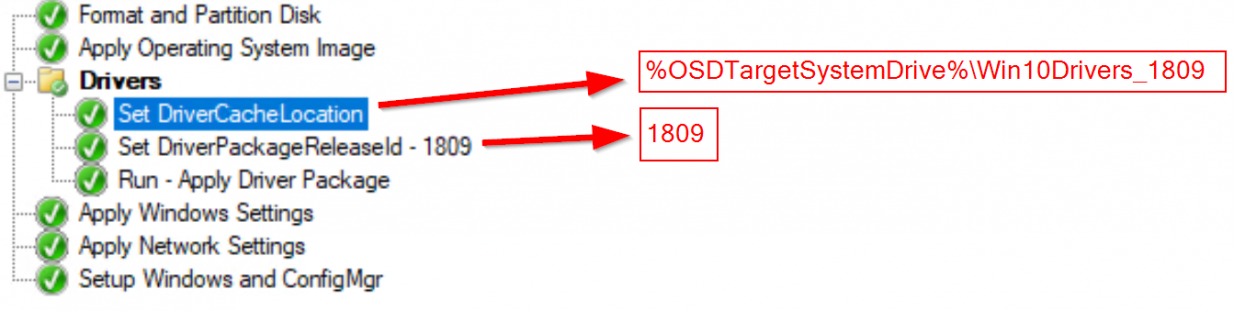 Format and Partition Disk
Apply Operating System Image
%OSDTargetSystemDrive%\Win10Drivers_1809
Drivers
Set DriverCacheLocation
1809
Set DriverPackageReleaseId - 1809
Run - Apply Driver Package
Apply Windows Settings
Apply Network Settings
Setup Windows and ConfigMgr